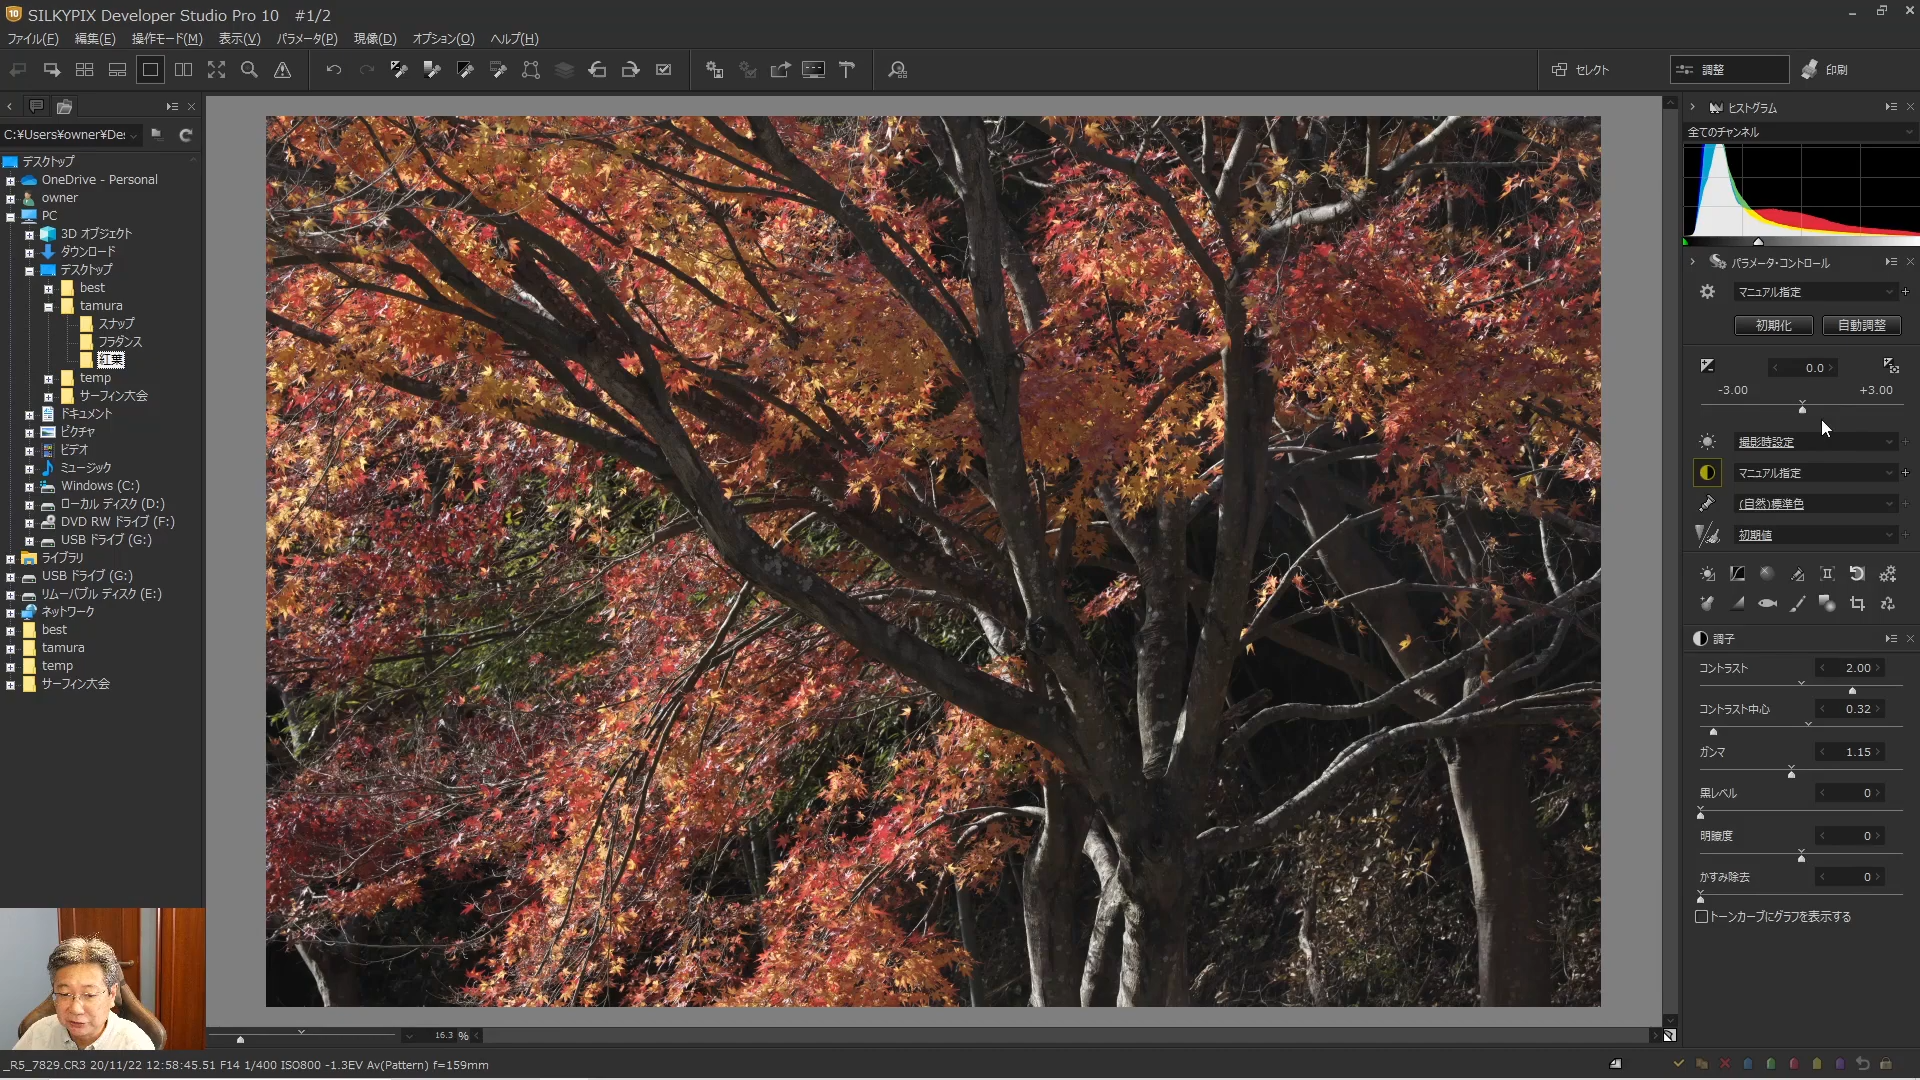 SILKYPIX Developer Studio Pro 10 #1/2
ファイル(F) 編集(E) 操作モード(M) 表示(V) パラメータ(P) 現像(D) オプション(O) ヘルプ(H)
セレクト 調整 印刷
C:¥Users¥owner¥De
デスクトップ
OneDrive - Personal
owner
PC
3D オブジェクト
ダウンロード
デスクトップ
best
tamura
スナップ
フラダンス
紅葉
temp
サーフィン大会
ドキュメント
ピクチャ
ビデオ
ミュージック
Windows (C:)
ローカル ディスク (D:)
DVD RW ドライブ (F:)
USB ドライブ (G:)
ライブラリ
USB ドライブ (G:)
リムーバブル ディスク (E:)
ネットワーク
best
tamura
temp
サーフィン大会
ヒストグラム
全てのチャンネル
パラメータ・コントロール
マニュアル指定
初期化 自動調整
0.0
-3.00 +3.00
撮影時設定
マニュアル指定
(自然)標準色
初期値
調子
コントラスト 2.00
コントラスト中心 0.32
ガンマ 1.15
黒レベル 0
明瞭度 0
かすみ除去 0
トーンカーブにグラフを表示する
16.3 %
_R5_7829.CR3 20/11/22 12:58:45.51 F14 1/400 ISO800 -1.3EV Av(Pattern) f=159mm